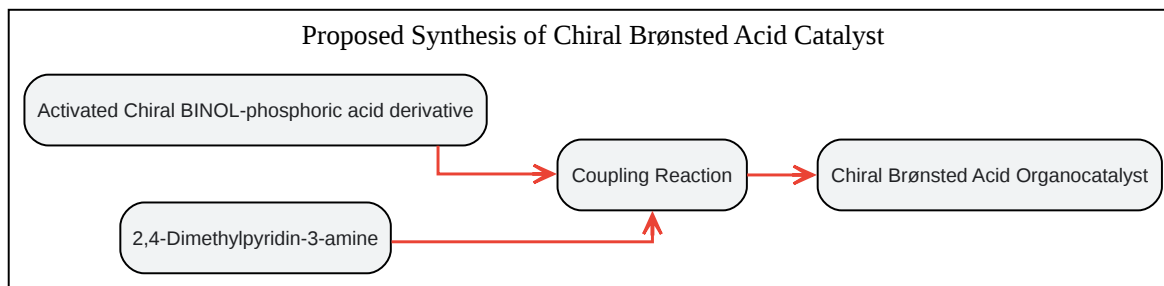 Proposed Synthesis of Chiral Brønsted Acid Catalyst
Activated Chiral BINOL-phosphoric acid derivative
Coupling Reaction
Chiral Brønsted Acid Organocatalyst
2,4-Dimethylpyridin-3-amine